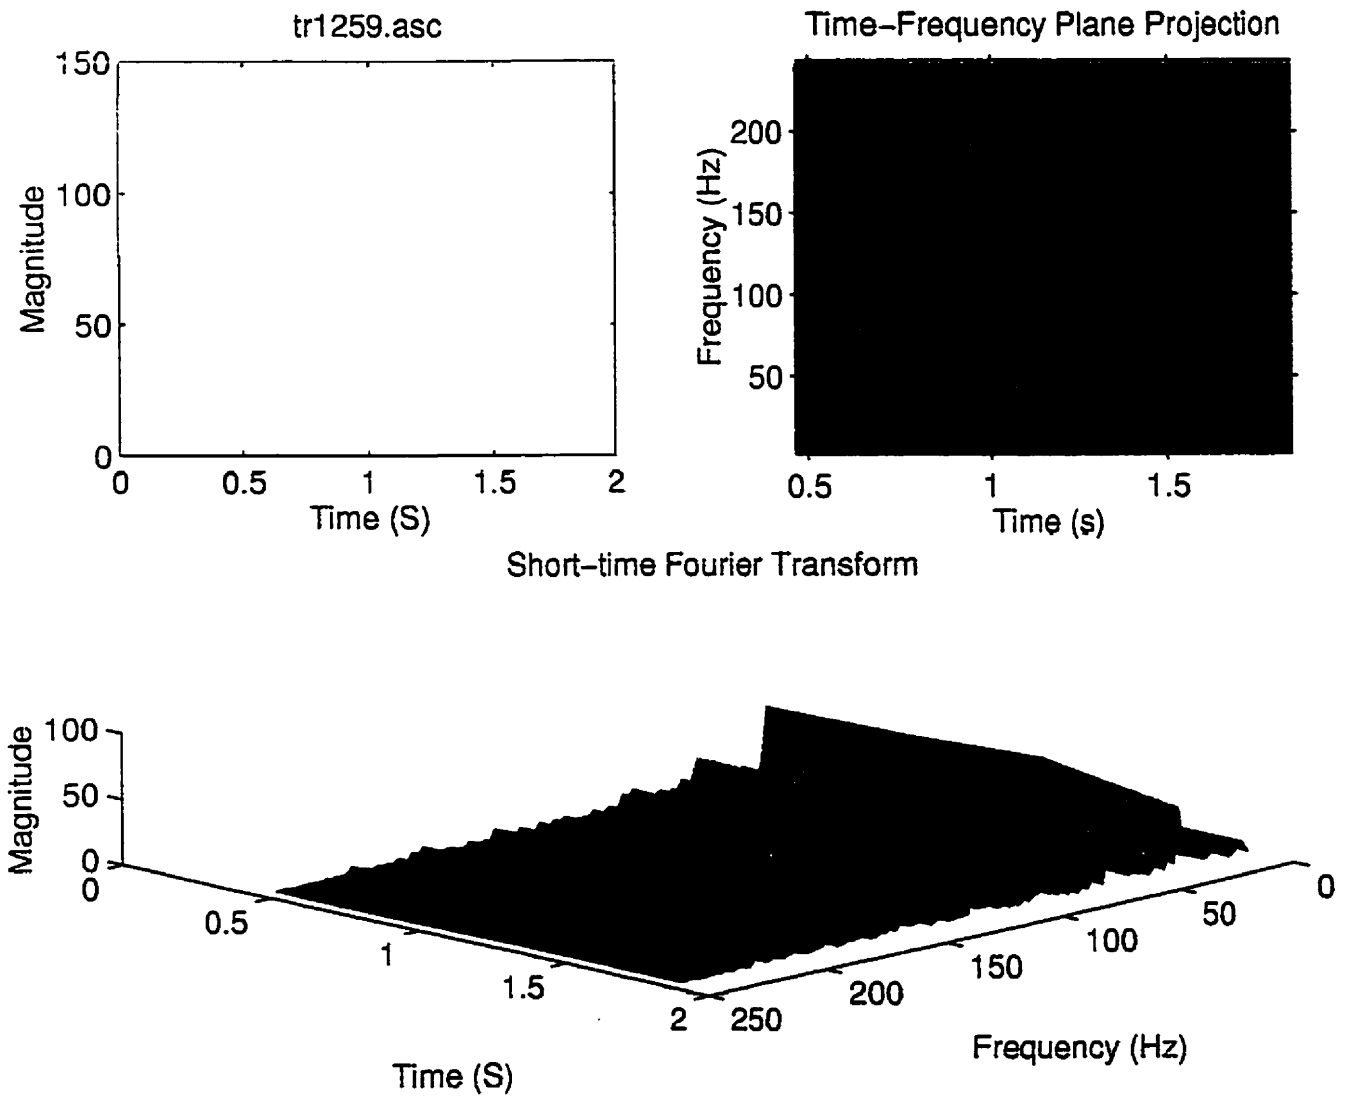 tr1259.asc
150
100
50
0
Magnitude
0 0.5 1 1.5 2
Time (S)
Time-Frequency Plane Projection
200
150
100
50
Frequency (Hz)
0.5 1 1.5
Time (s)
Short-time Fourier Transform
100
50
0
Magnitude
0
0.5
1
1.5
2
Time (S)
250
200
150
100
50
0
Frequency (Hz)